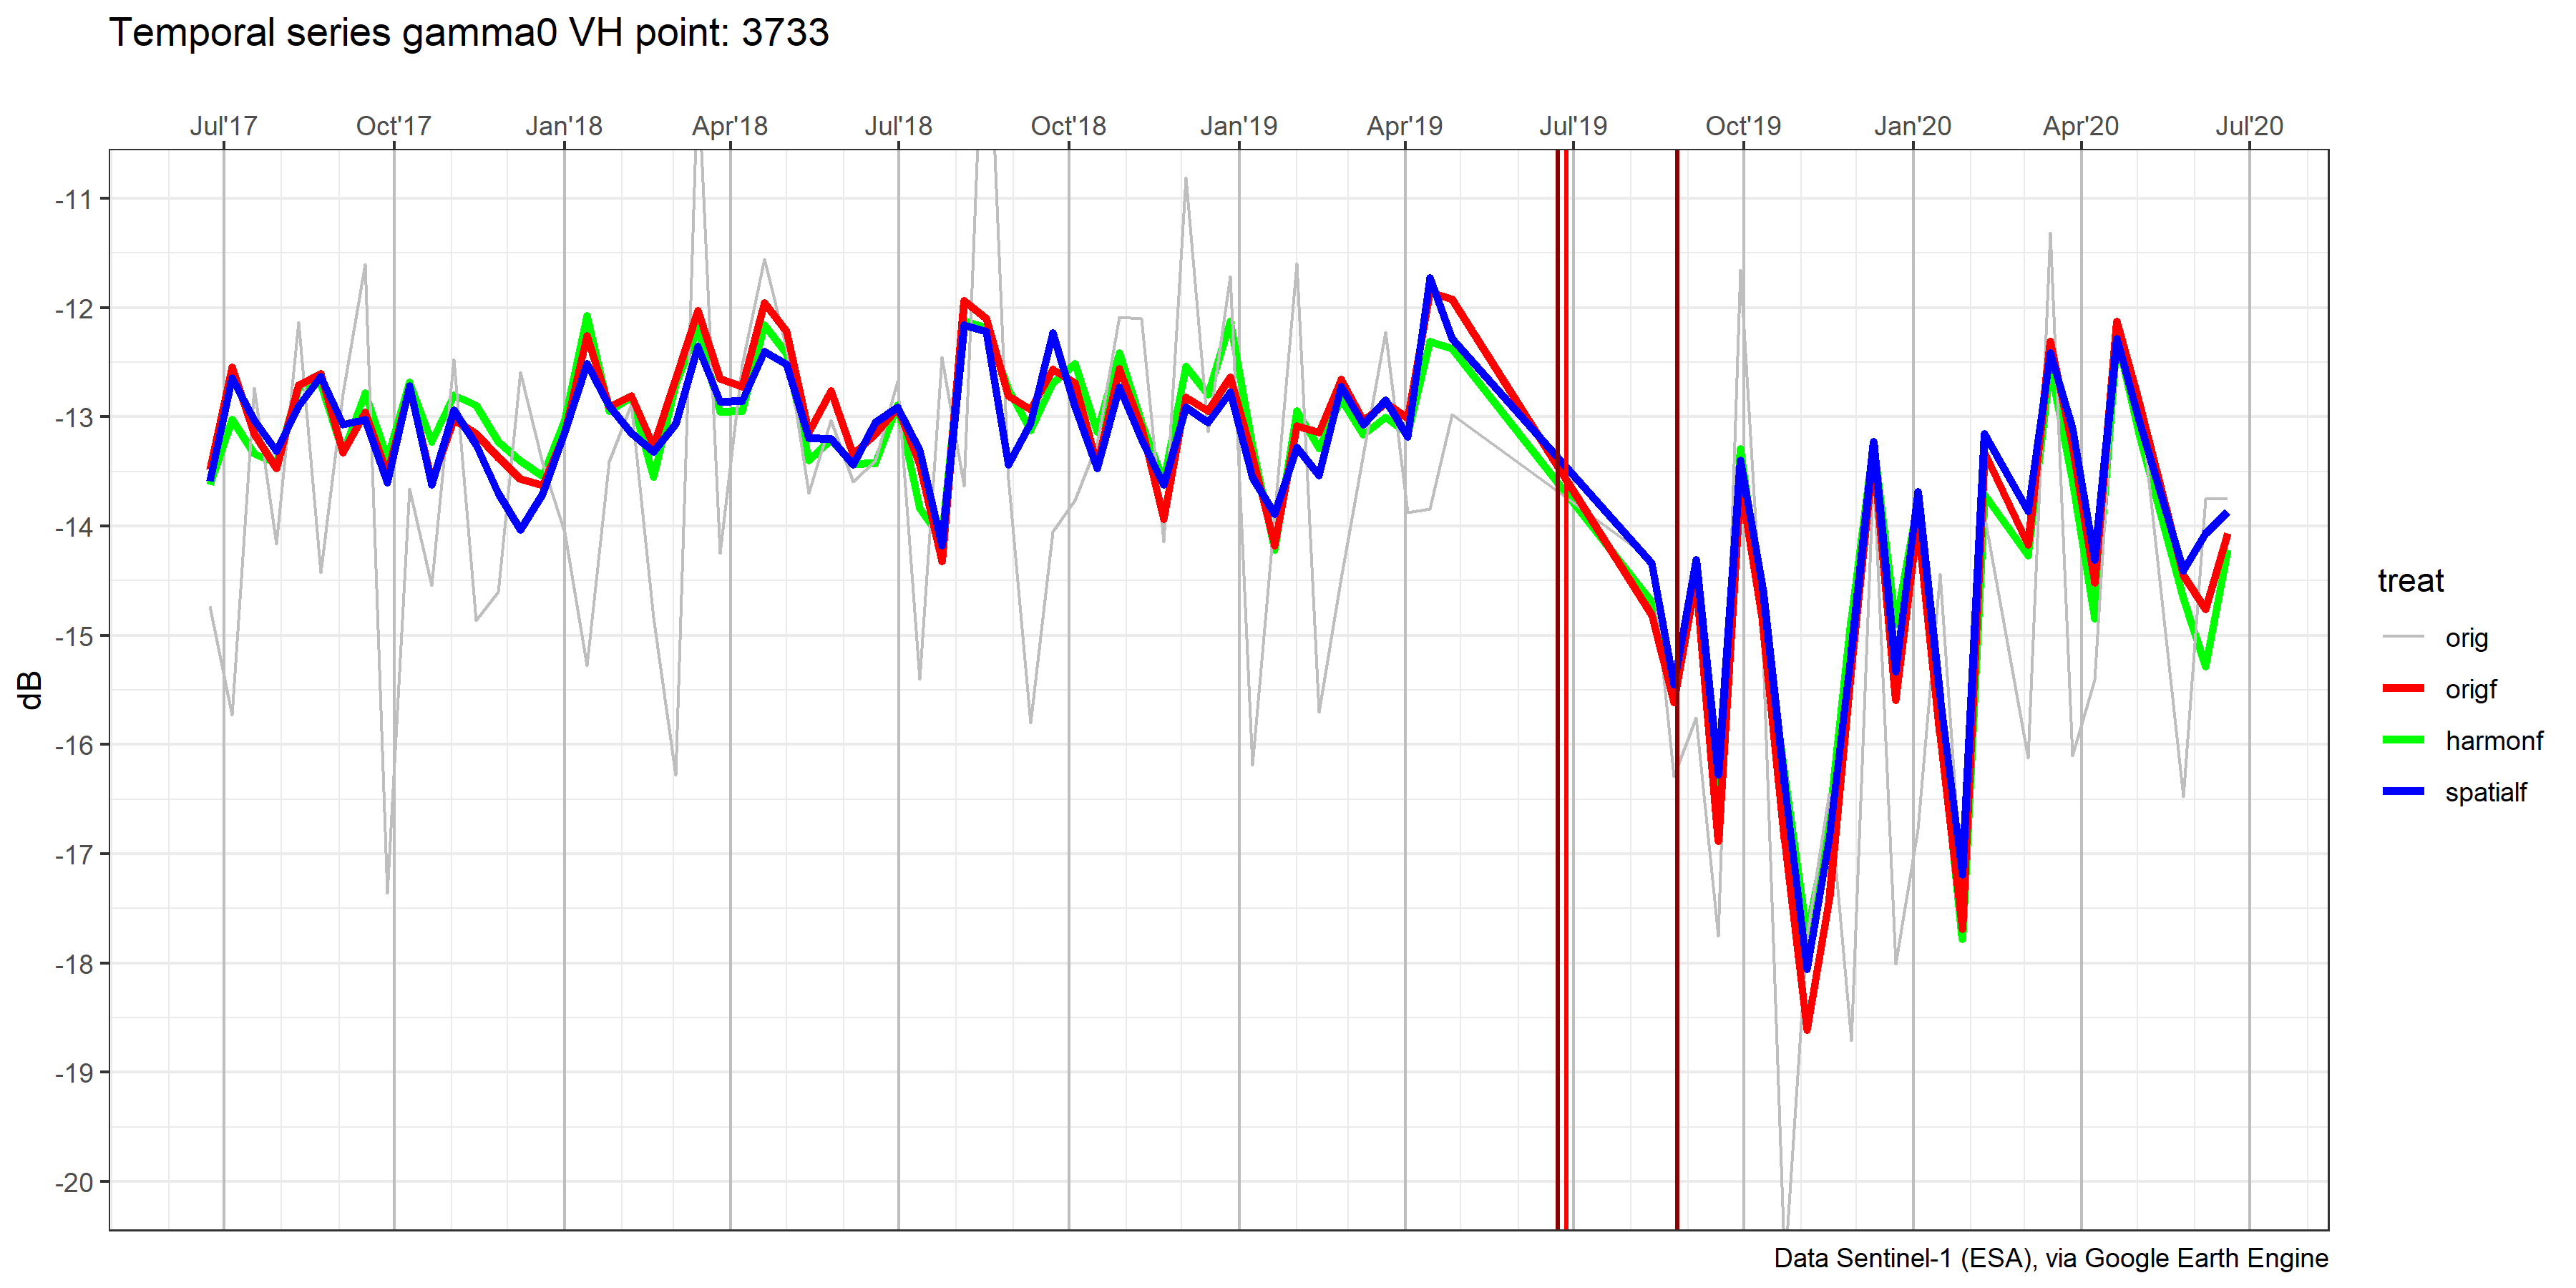 Temporal series gamma0 VH point: 3733
Jul'17 Oct'17 Jan'18 Apr'18 Jul'18 Oct'18 Jan'19 Apr'19 Jul'19 Oct'19 Jan'20 Apr'20 Jul'20
-11
-12
-13
-14
-15
-16
-17
-18
-19
-20
dB
treat
orig
origf
harmonf
spatialf
Data Sentinel-1 (ESA), via Google Earth Engine